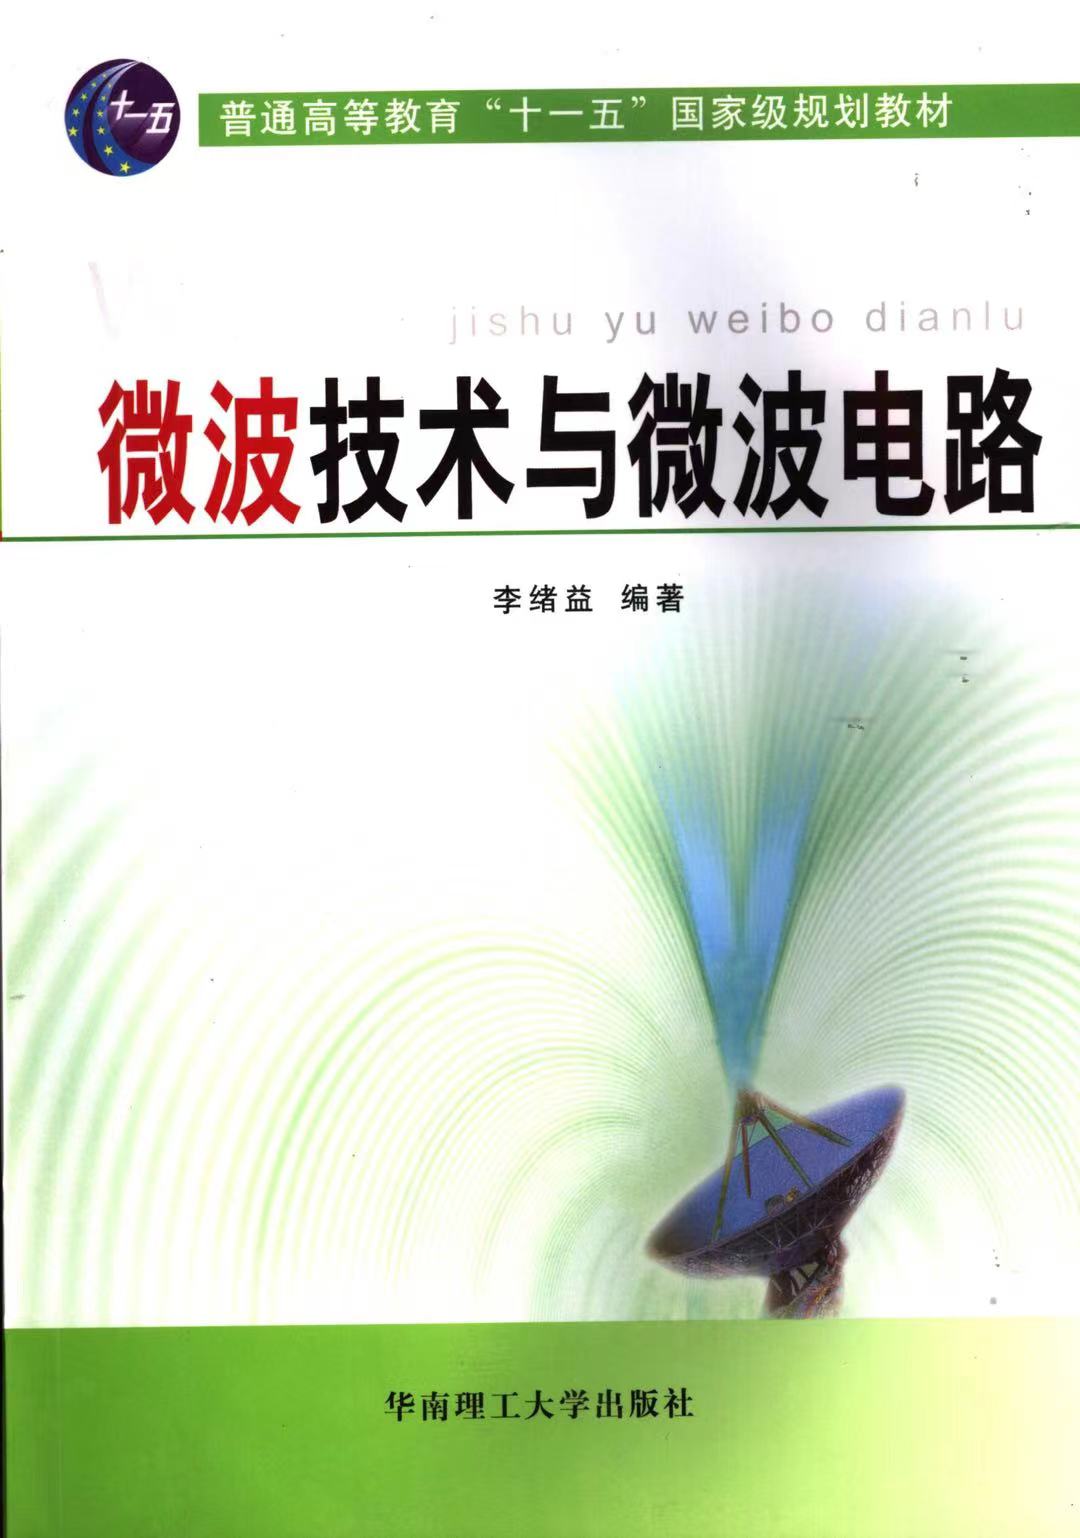 十一五
普通高等教育“十一五”国家级规划教材
jishu yu weibo dianlu
微波技术与微波电路
李绪益 编著
华南理工大学出版社